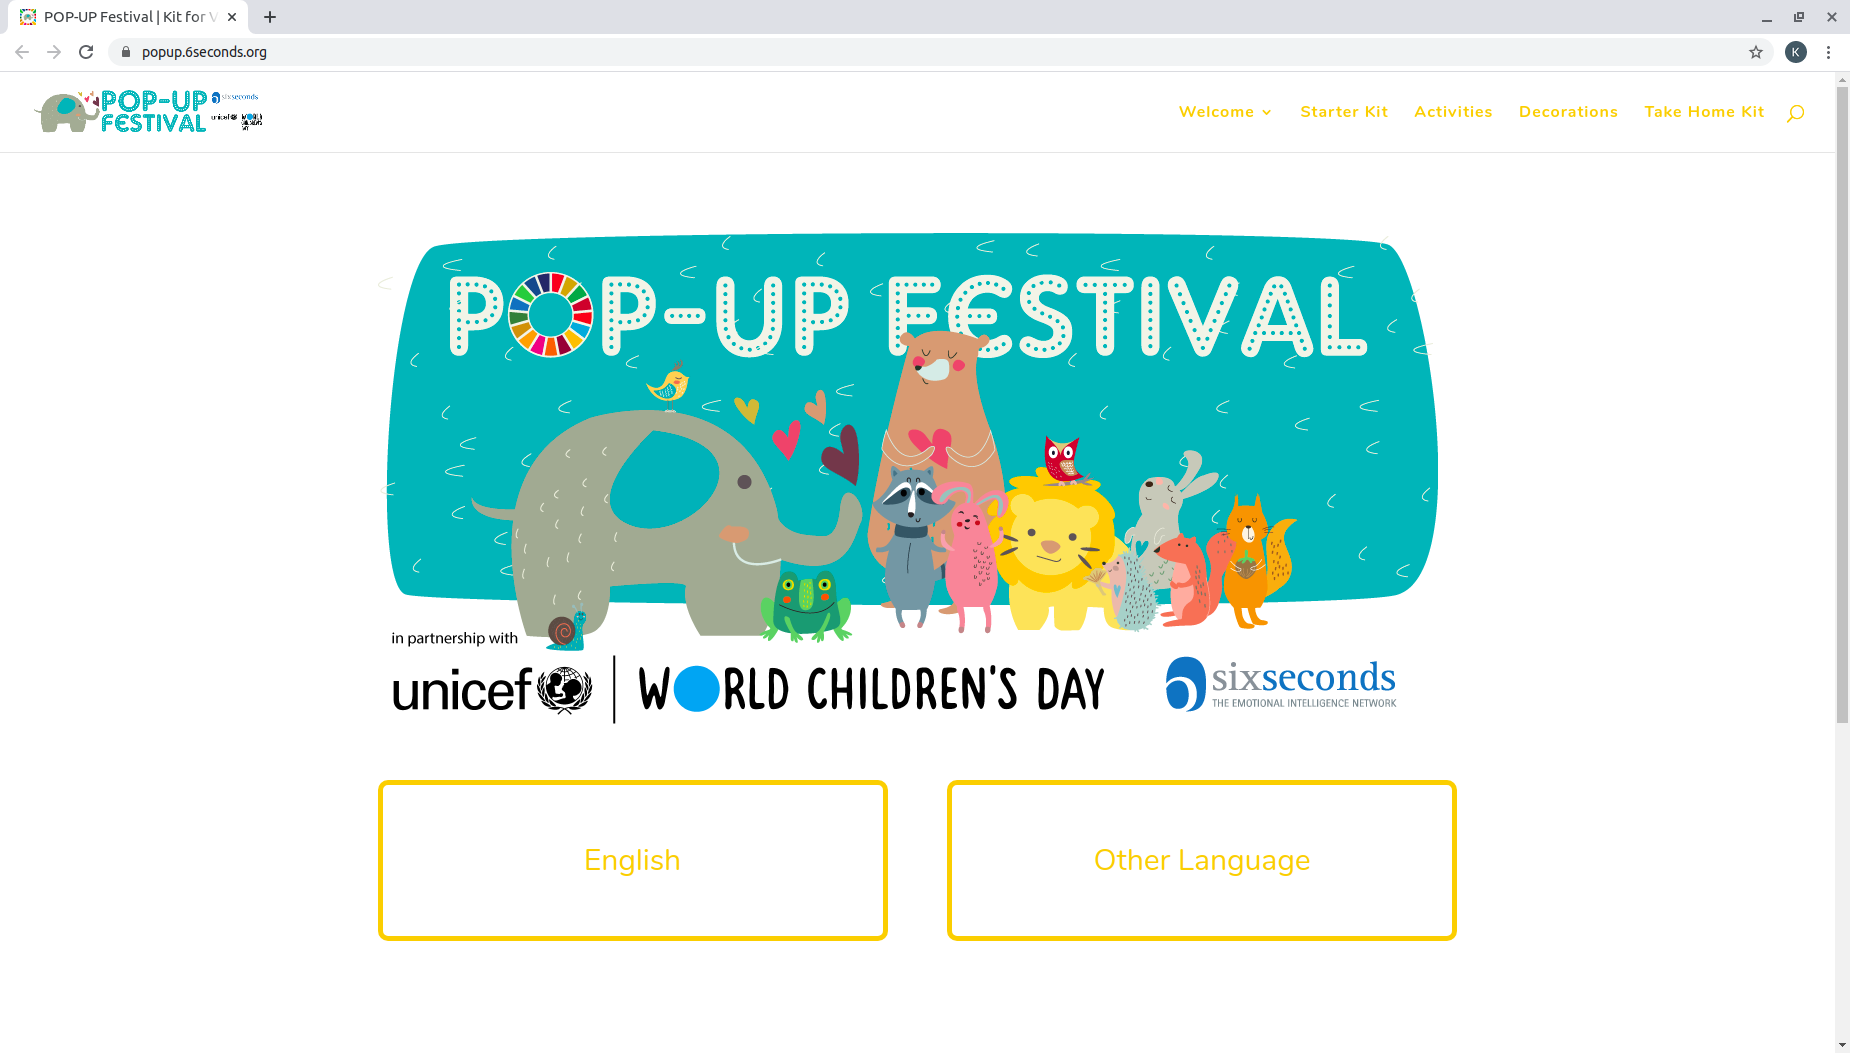 POP-UP Festival | Kit for V
popup.6seconds.org
K
POP-UP
FESTIVAL
sixseconds
unicef
WORLD
CHILDREN'S
DAY
Welcome
Starter Kit
Activities
Decorations
Take Home Kit
POP-UP FESTIVAL
in partnership with
unicef
WORLD CHILDREN'S DAY
sixseconds
THE EMOTIONAL INTELLIGENCE NETWORK
English
Other Language